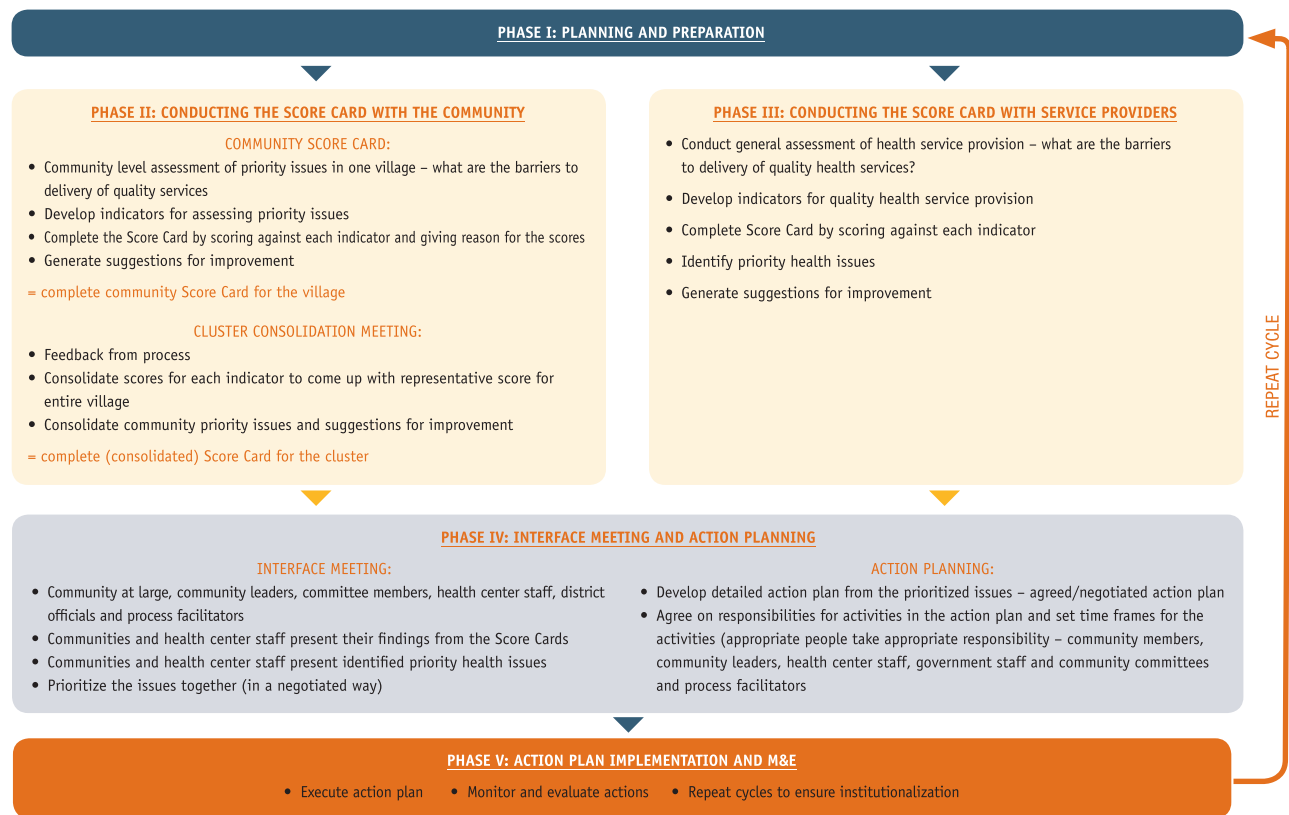 PHASE I: PLANNING AND PREPARATION
PHASE II: CONDUCTING THE SCORE CARD WITH THE COMMUNITY
COMMUNITY SCORE CARD:
• Community level assessment of priority issues in one village – what are the barriers to
delivery of quality services
• Develop indicators for assessing priority issues
• Complete the Score Card by scoring against each indicator and giving reason for the scores
• Generate suggestions for improvement
= complete community Score Card for the village
CLUSTER CONSOLIDATION MEETING:
• Feedback from process
• Consolidate scores for each indicator to come up with representative score for
entire village
• Consolidate community priority issues and suggestions for improvement
= complete (consolidated) Score Card for the cluster
PHASE III: CONDUCTING THE SCORE CARD WITH SERVICE PROVIDERS
• Conduct general assessment of health service provision – what are the barriers
to delivery of quality health services?
• Develop indicators for quality health service provision
• Complete Score Card by scoring against each indicator
• Identify priority health issues
• Generate suggestions for improvement
PHASE IV: INTERFACE MEETING AND ACTION PLANNING
INTERFACE MEETING:
• Community at large, community leaders, committee members, health center staff, district
officials and process facilitators
• Communities and health center staff present their findings from the Score Cards
• Communities and health center staff present identified priority health issues
• Prioritize the issues together (in a negotiated way)
ACTION PLANNING:
• Develop detailed action plan from the prioritized issues – agreed/negotiated action plan
• Agree on responsibilities for activities in the action plan and set time frames for the
activities (appropriate people take appropriate responsibility – community members,
community leaders, health center staff, government staff and community committees
and process facilitators
PHASE V: ACTION PLAN IMPLEMENTATION AND M&E
• Execute action plan • Monitor and evaluate actions • Repeat cycles to ensure institutionalization
REPEAT CYCLE